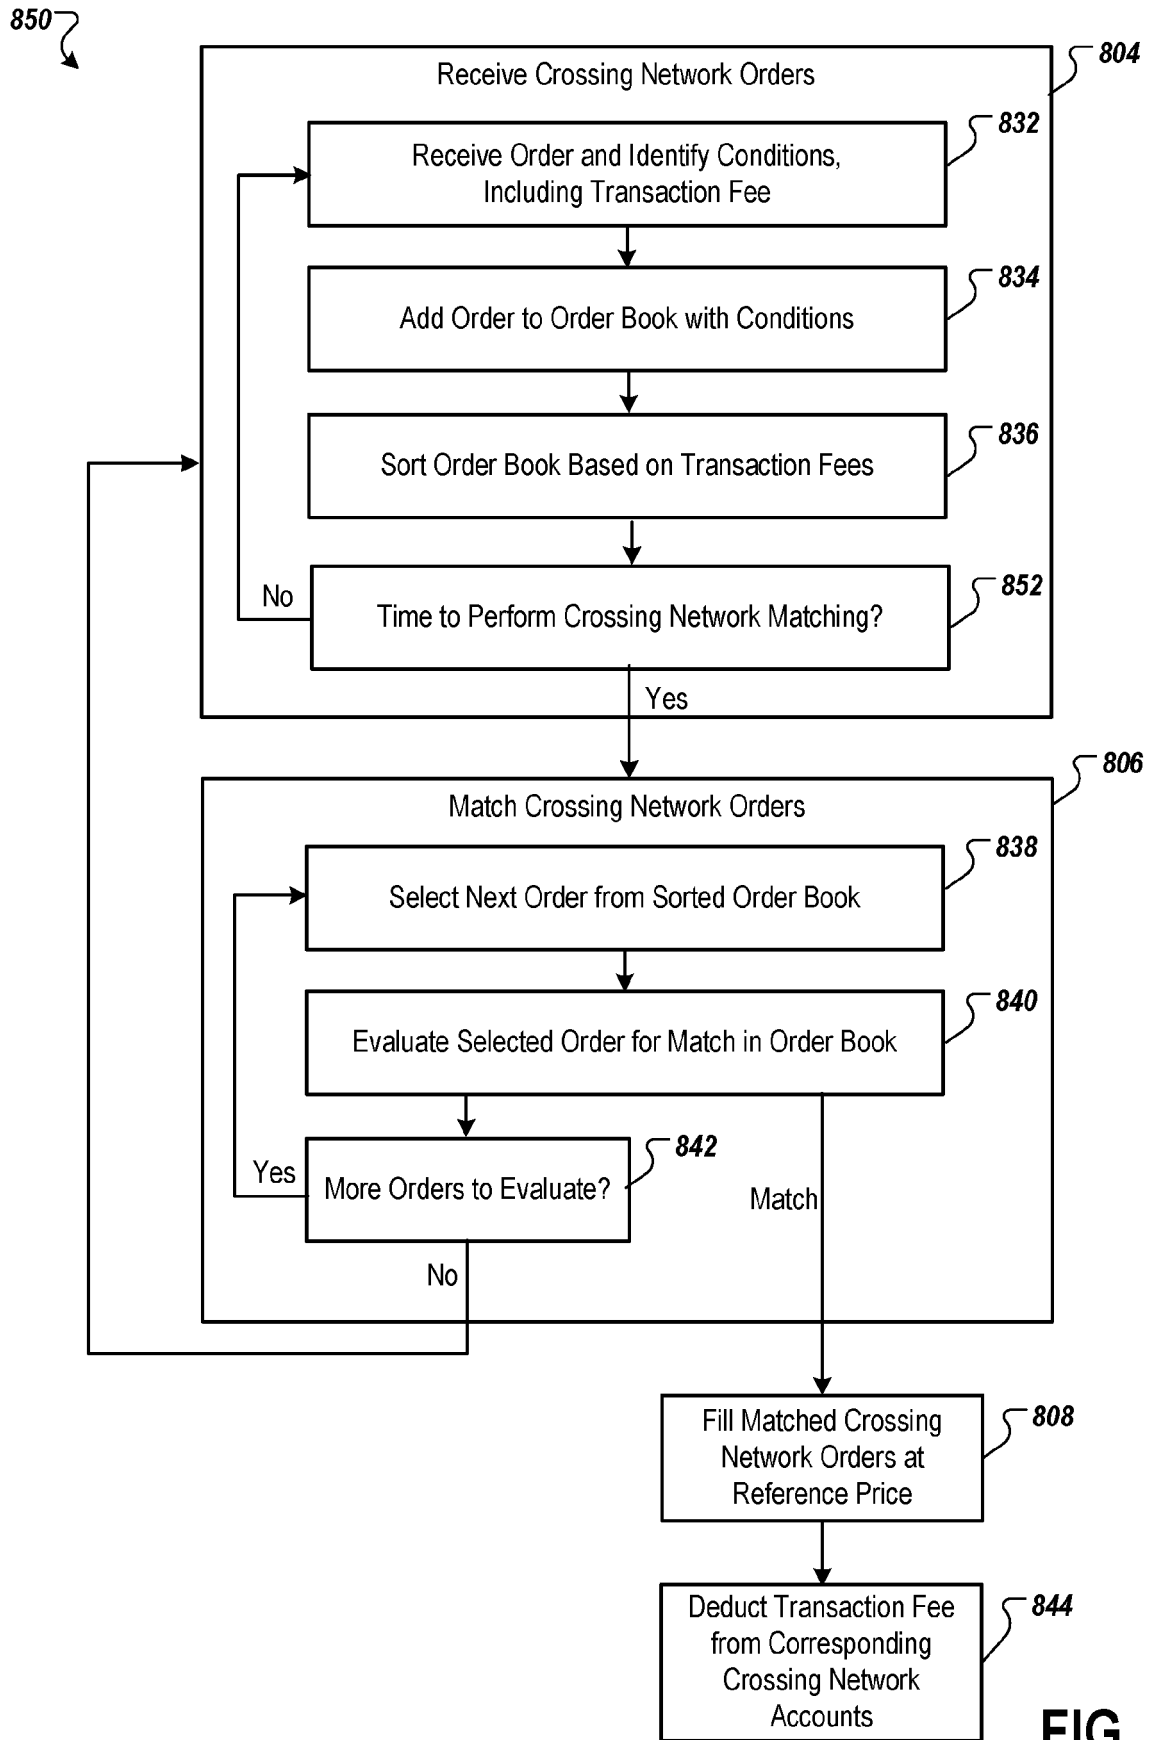 850
804
Receive Crossing Network Orders
832
Receive Order and Identify Conditions,
Including Transaction Fee
834
Add Order to Order Book with Conditions
836
Sort Order Book Based on Transaction Fees
852
No
Time to Perform Crossing Network Matching?
Yes
806
Match Crossing Network Orders
838
Select Next Order from Sorted Order Book
840
Evaluate Selected Order for Match in Order Book
842
Yes
More Orders to Evaluate?
Match
No
808
Fill Matched Crossing
Network Orders at
Reference Price
844
Deduct Transaction Fee
from Corresponding
Crossing Network
Accounts
FIG